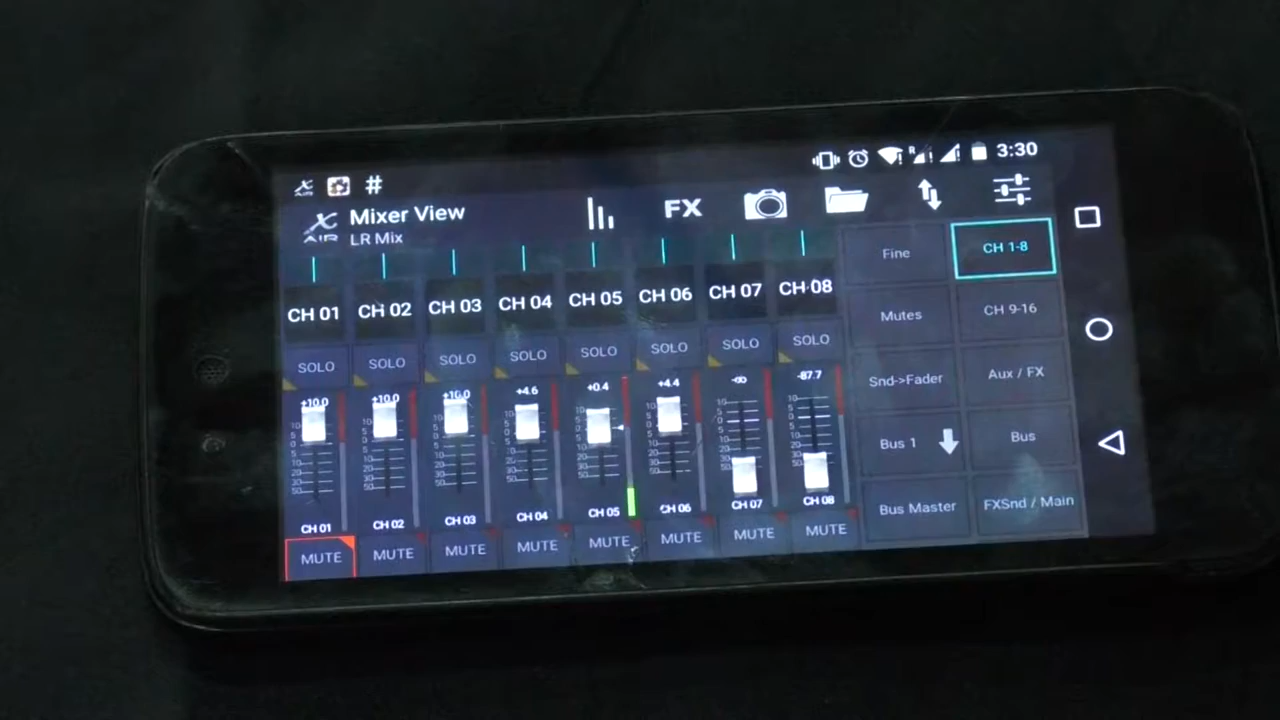 # 3:30
X AIR Mixer View FX
LR Mix
CH 01 CH 02 CH 03 CH 04 CH 05 CH 06 CH 07 CH 08
SOLO SOLO SOLO SOLO SOLO SOLO SOLO SOLO
+10.0 +10.0 +10.0 +4.6 +0.4 +4.4 -∞ -87.7
CH 01 CH 02 CH 03 CH 04 CH 05 CH 06 CH 07 CH 08
MUTE MUTE MUTE MUTE MUTE MUTE MUTE MUTE
Fine CH 1-8
Mutes CH 9-16
Snd->Fader Aux / FX
Bus 1 Bus
Bus Master FXSnd / Main